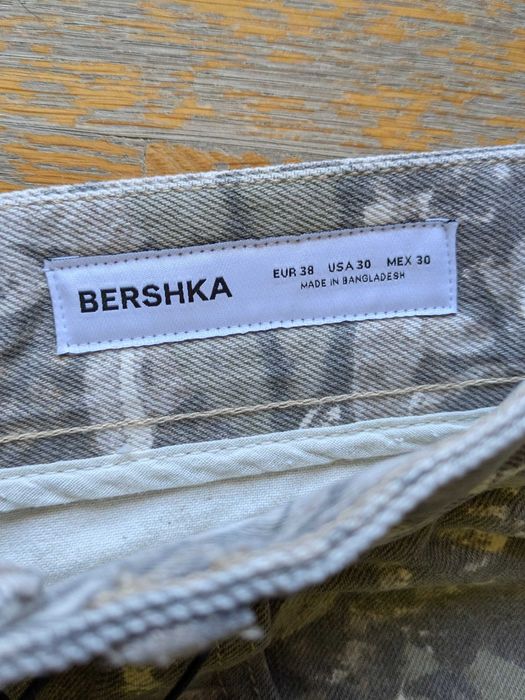 BERSHKA
EUR 38 USA 30 MEX 30
MADE IN BANGLADESH